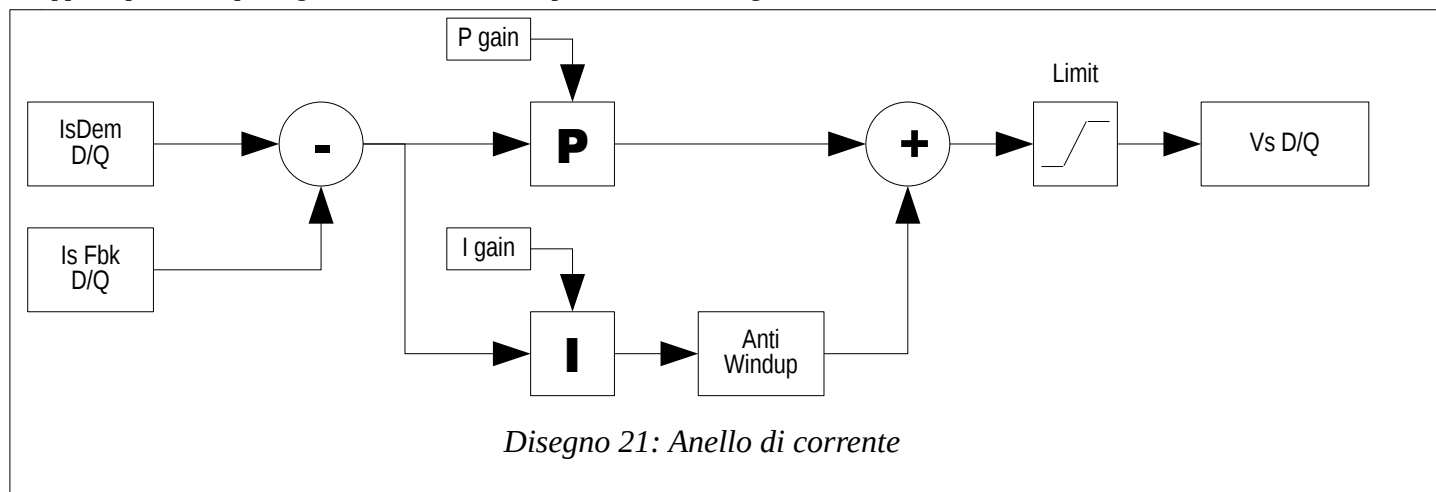 P gain
Limit
IsDem
D/Q
-
P
+
Vs D/Q
Is Fbk
D/Q
I gain
I
Anti
Windup
Disegno 21: Anello di corrente